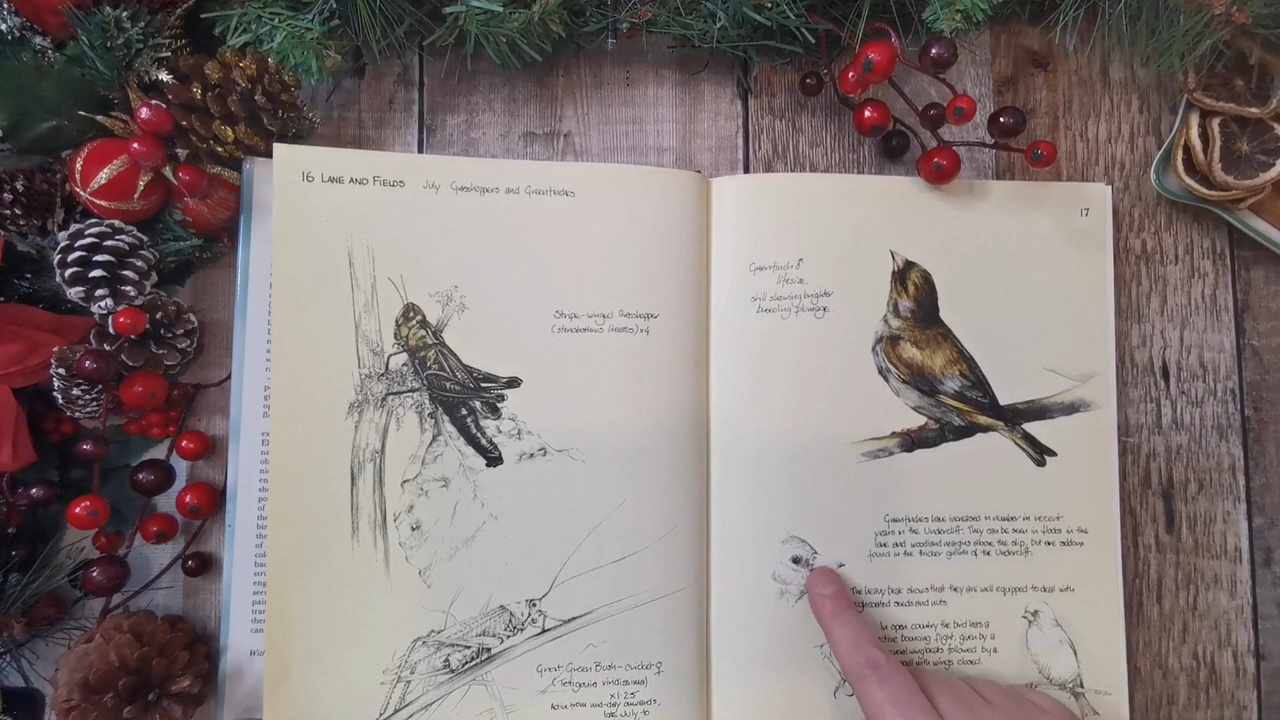 16 LANE AND FIELDS July Grasshoppers and Greenfinches
Stripe-winged Grasshopper
(stenobothrus lineatus) x4
Great Green Bush-cricket ♀
(Tettigonia viridissima)
x1·25
Active from mid-day onwards,
late July to
17
Greenfinch ♂
lifesize.
still showing brighter
breeding plumage.
Greenfinches have increased in number in recent
years in the Undercliff. They can be seen in flocks in the
lane and woodland margins above the slip, but are seldom
found in the thicker growth of the Undercliff.
The heavy beak shows that they are well equipped to deal with
seeds and nuts.
In open country the bird has a
bouncing flight, given by a
wingbeats followed by a
with wings closed.